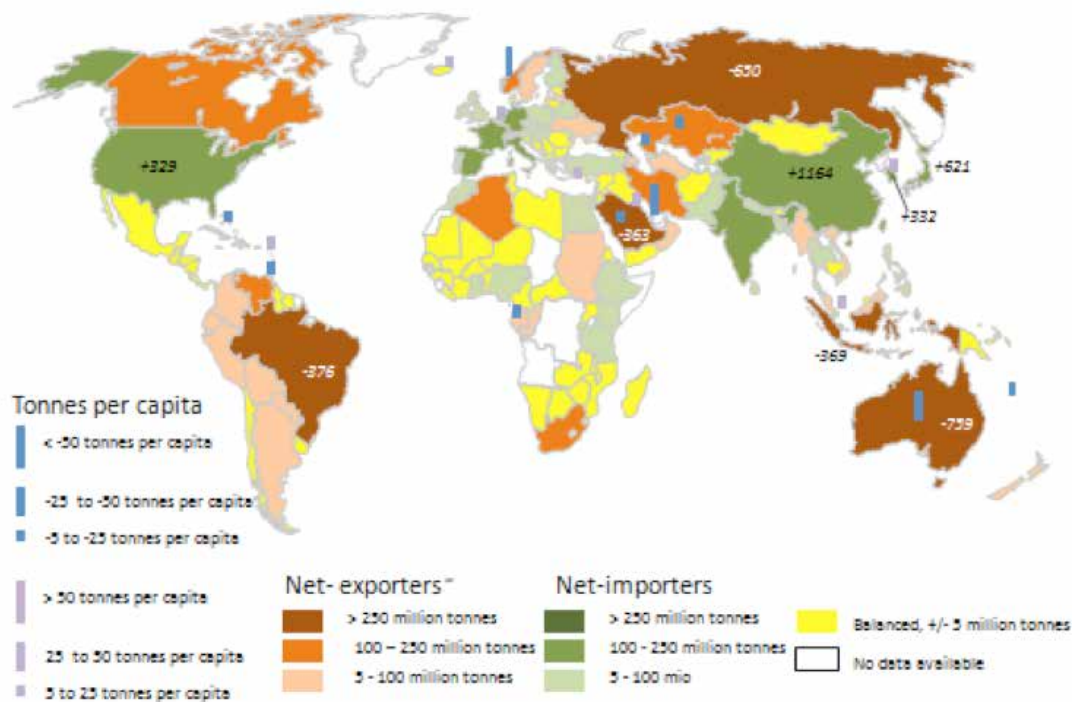 -650
+329
+1164
+621
+332
-363
-369
-376
-759
Tonnes per capita
< -50 tonnes per capita
-25 to -50 tonnes per capita
-5 to -25 tonnes per capita
> 50 tonnes per capita
25 to 50 tonnes per capita
5 to 25 tonnes per capita
Net- exporters"
> 250 million tonnes
100 – 250 million tonnes
5 - 100 million tonnes
Net-importers
> 250 million tonnes
100 - 250 million tonnes
5 - 100 mio
Balanced, +/- 5 million tonnes
No data available